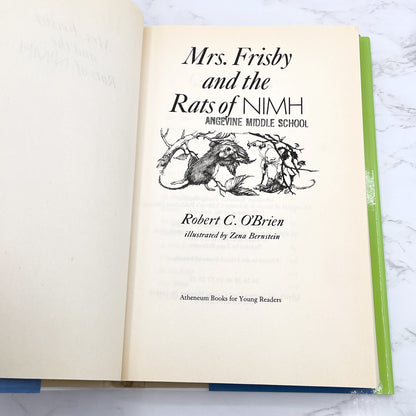 Mrs. Frisby
and the
Rats of NIMH
ANGEVINE MIDDLE SCHOOL
Robert C. O'Brien
illustrated by Zena Bernstein
Atheneum Books for Young Readers